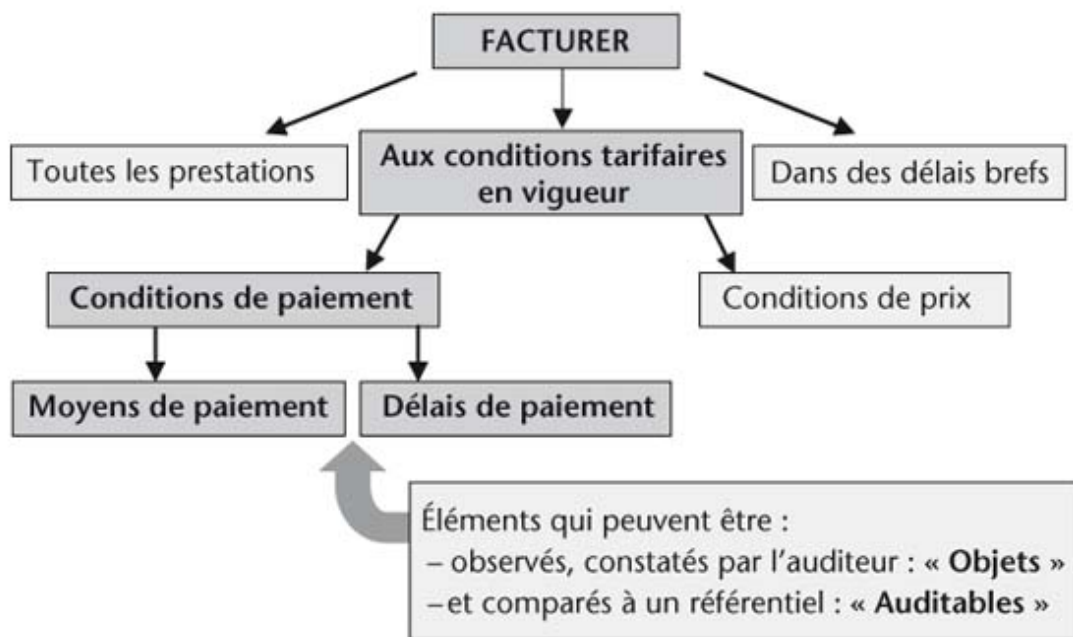 FACTURER
Toutes les prestations
Aux conditions tarifaires
en vigueur
Dans des délais brefs
Conditions de paiement
Conditions de prix
Moyens de paiement
Délais de paiement
Éléments qui peuvent être :
– observés, constatés par l’auditeur : « Objets »
–et comparés à un référentiel : « Auditables »